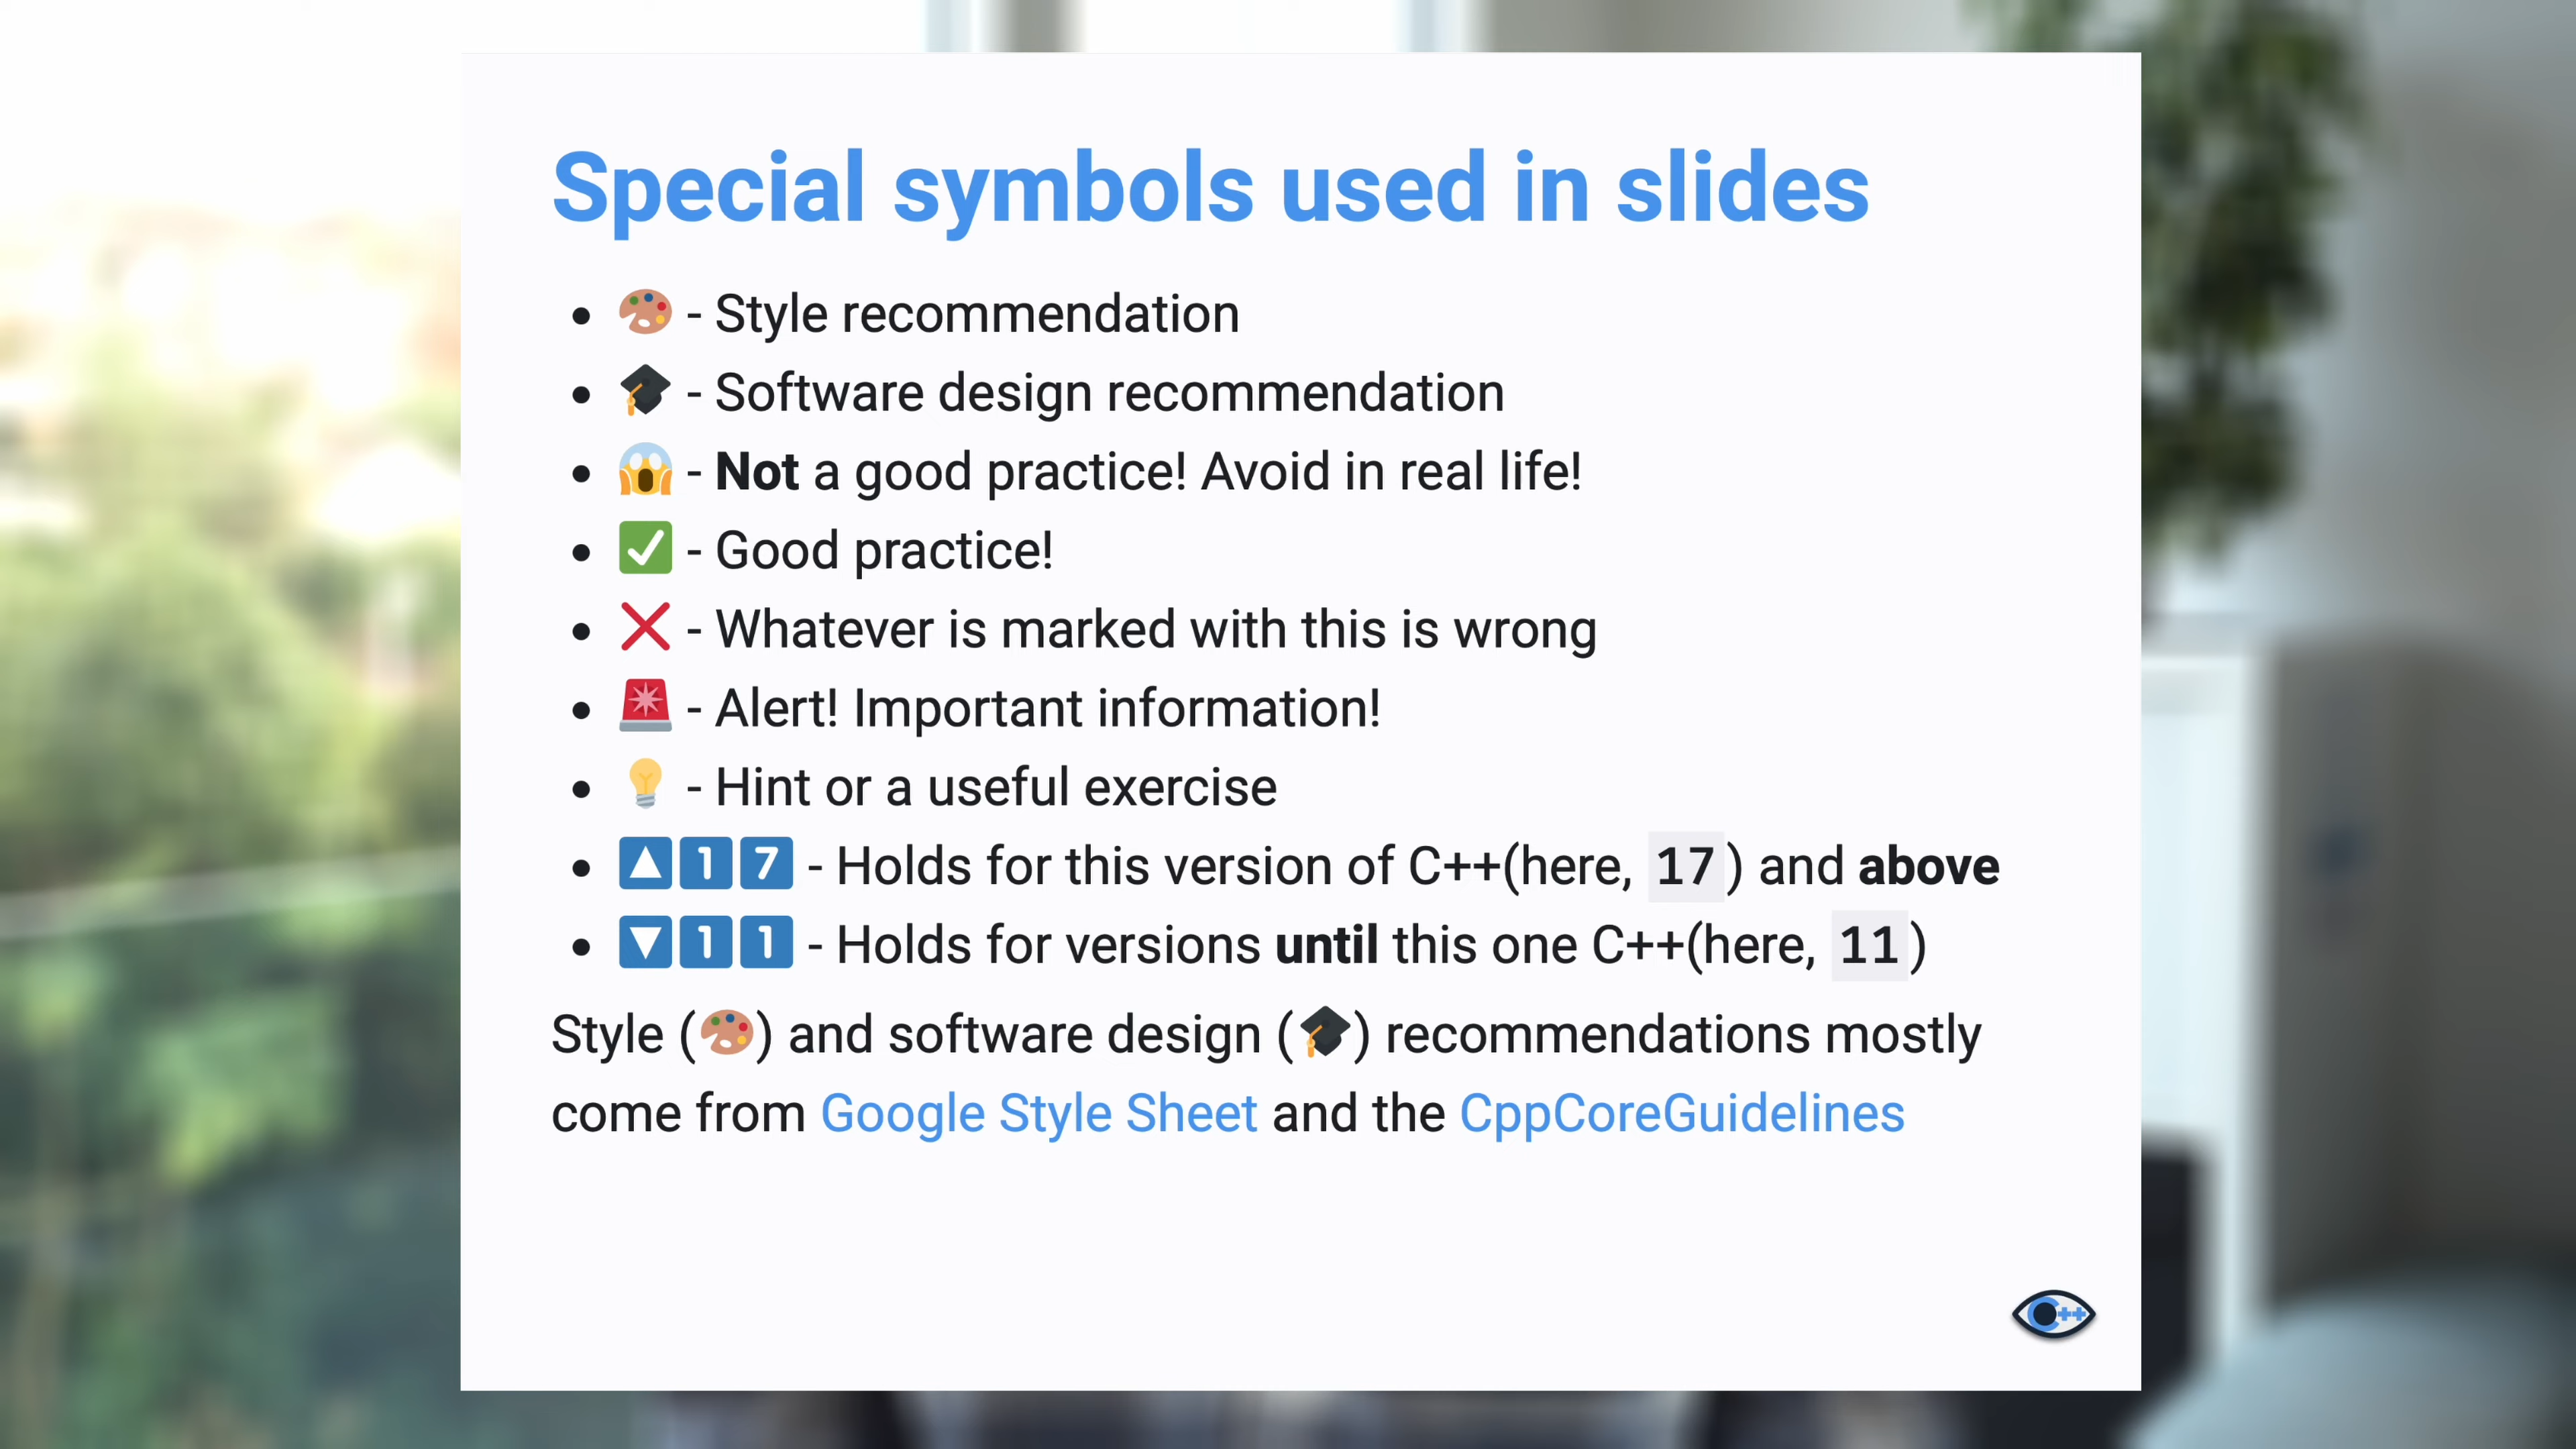 Special symbols used in slides
• 🎨 - Style recommendation
• 🎓 - Software design recommendation
• 😱 - Not a good practice! Avoid in real life!
• ✅ - Good practice!
• ❌ - Whatever is marked with this is wrong
• 🚨 - Alert! Important information!
• 💡 - Hint or a useful exercise
• 🔼1️⃣7️⃣ - Holds for this version of C++(here, 17) and above
• 🔽1️⃣1️⃣ - Holds for versions until this one C++(here, 11)
Style (🎨) and software design (🎓) recommendations mostly
come from Google Style Sheet and the CppCoreGuidelines
C++